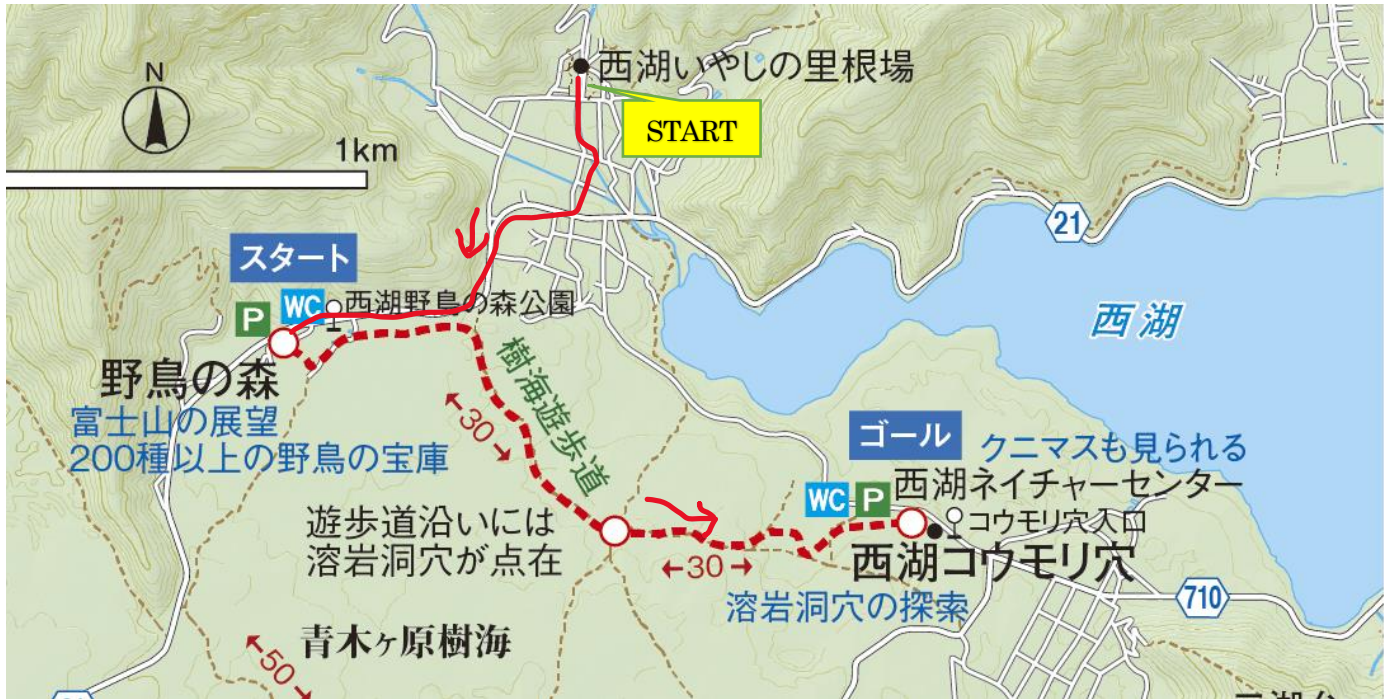 西湖いやしの里根場
N
START
1km
21
スタート
西湖
WC
西湖野鳥の森公園
P
野鳥の森
樹海遊歩道
富士山の展望
200種以上の野鳥の宝庫
←30→
ゴール
クニマスも見られる
西湖ネイチャーセンター
WC P
コウモリ穴入口
遊歩道沿いには
溶岩洞穴が点在
西湖コウモリ穴
←30→
溶岩洞穴の探索
710
青木ヶ原樹海
←50→